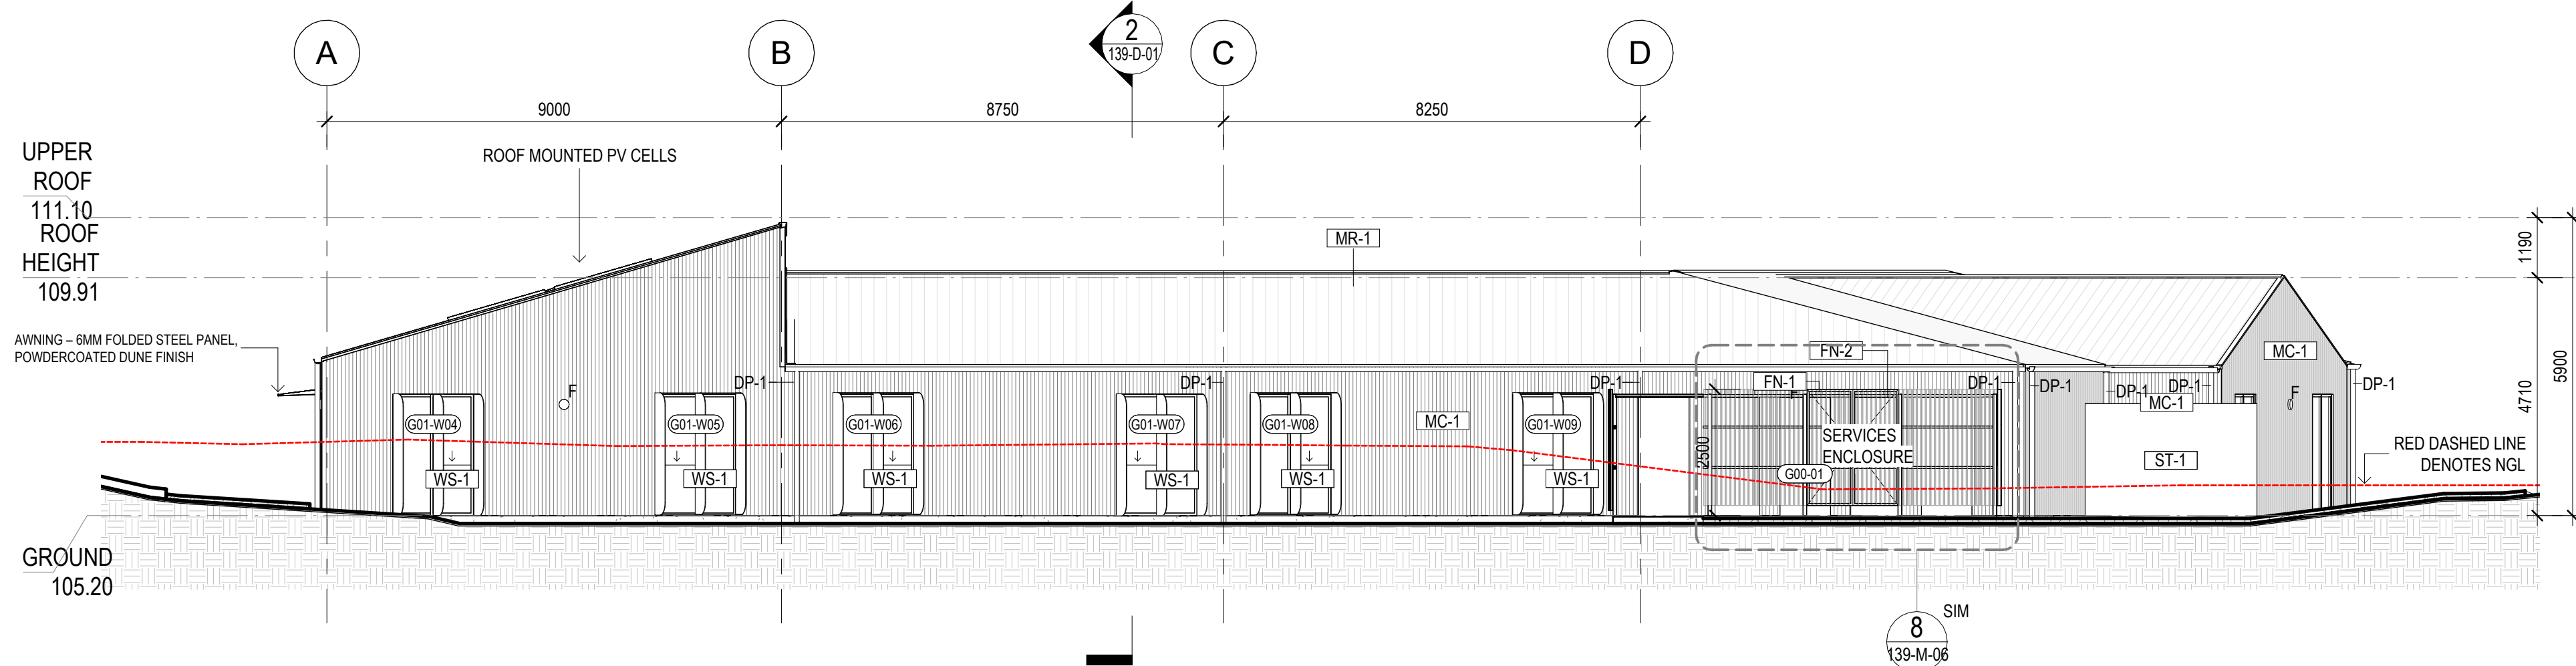 A
B
2
139-D-01
C
D
9000
8750
8250
UPPER
ROOF
111.10
ROOF
HEIGHT
109.91
ROOF MOUNTED PV CELLS
MR-1
1190
5900
4710
AWNING – 6MM FOLDED STEEL PANEL,
POWDERCOATED DUNE FINISH
F
DP-1
DP-1
DP-1
FN-2
FN-1
F
DP-1
DP-1
DP-1
DP-1
MC-1
MC-1
F
DP-1
G01-W04
G01-W05
G01-W06
G01-W07
G01-W08
MC-1
G01-W09
2500
SERVICES
ENCLOSURE
G00-01
ST-1
RED DASHED LINE
DENOTES NGL
WS-1
WS-1
WS-1
WS-1
WS-1
WS-1
GROUND
105.20
SIM
8
139-M-06